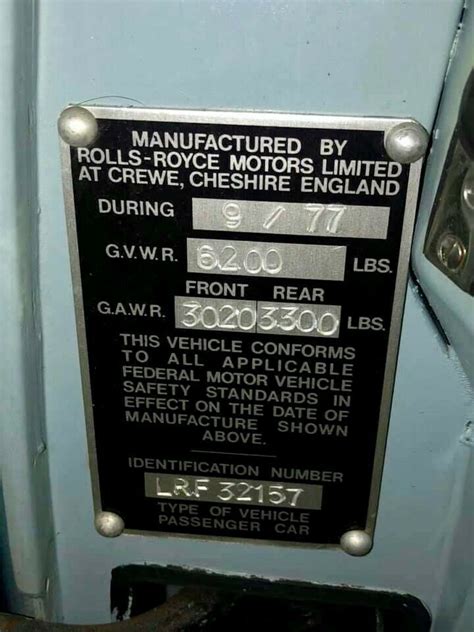 MANUFACTURED BY
ROLLS-ROYCE MOTORS LIMITED
AT CREWE, CHESHIRE ENGLAND
DURING 9 / 77
G.V.W.R. 6200 LBS.
FRONT REAR
G.A.W.R. 3020 3300 LBS.
THIS VEHICLE CONFORMS
TO ALL APPLICABLE
FEDERAL MOTOR VEHICLE
SAFETY STANDARDS IN
EFFECT ON THE DATE OF
MANUFACTURE SHOWN
ABOVE.
IDENTIFICATION NUMBER
LRF 32157
TYPE OF VEHICLE
PASSENGER CAR